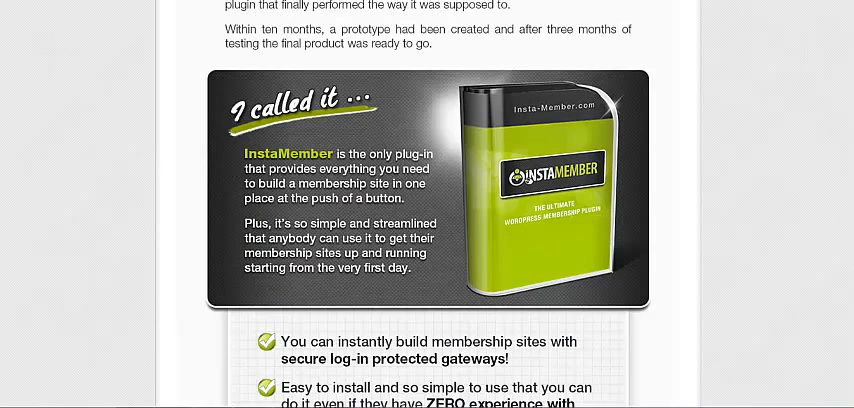 plugin that finally performed the way it was supposed to.
Within ten months, a prototype had been created and after three months of
testing the final product was ready to go.
I called it ...
InstaMember is the only plug-in
that provides everything you need
to build a membership site in one
place at the push of a button.
Plus, it's so simple and streamlined
that anybody can use it to get their
membership sites up and running
starting from the very first day.
Insta-Member.com
INSTAMEMBER
THE ULTIMATE
WORDPRESS MEMBERSHIP PLUGIN
You can instantly build membership sites with
secure log-in protected gateways!
Easy to install and so simple to use that you can
do it even if they have ZERO experience with